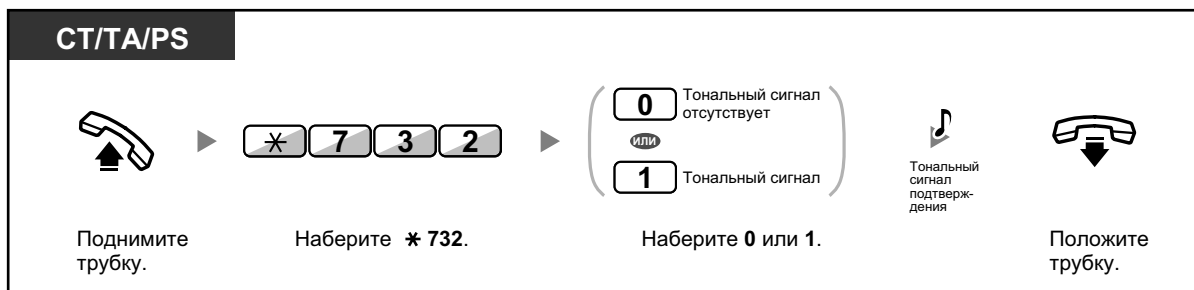 CT/TA/PS
0 Тональный сигнал
отсутствует
или
✳ 7 3 2
1 Тональный сигнал
Тональный
сигнал
подтверж-
дения
Поднимите
трубку.
Наберите ✳ 732.
Наберите 0 или 1.
Положите
трубку.